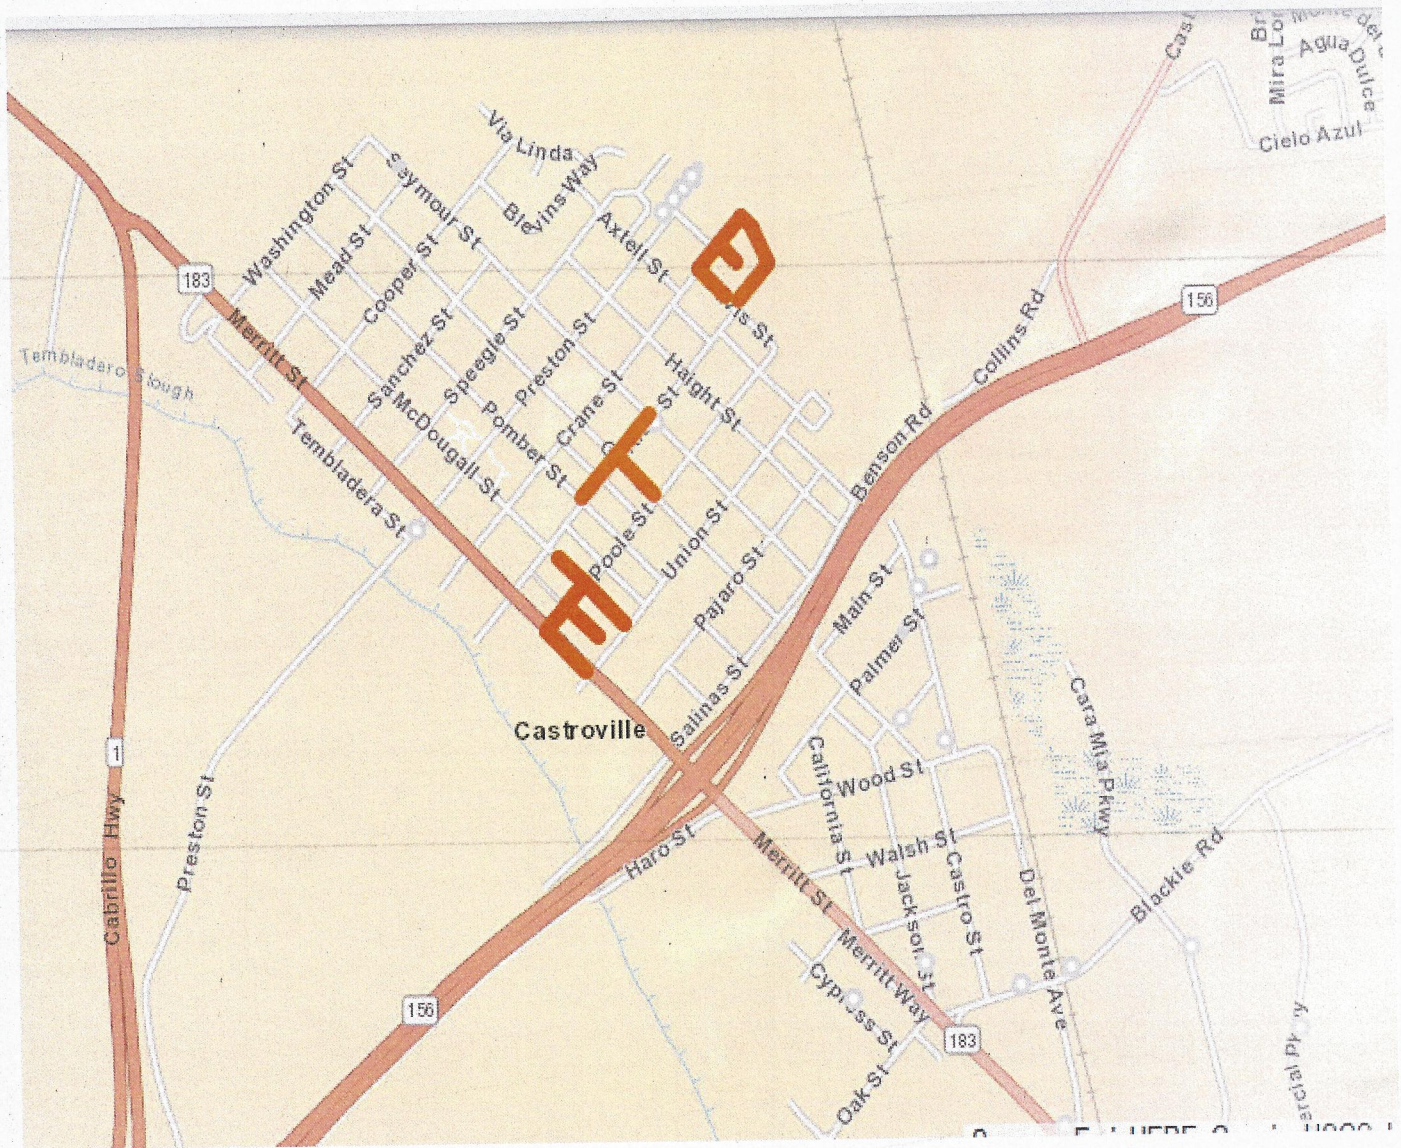 Via Linda
Cielo Azul
Agua Dulce
Washington St
Seymour St
Blevins Way
Mead St
Axtell St
Cooper St
183
156
Collins Rd
Merritt St
Tembladero Slough
Sanchez St
Speegle St
Preston St
Crane St
St
Haight St
McDougall St
Pomber St
Tembladera St
Benson Rd
Poole St
Union St
Pajaro St
Main St
Palmer St
Salinas St
Castroville
Cara Mia Pkwy
1
Cabrillo Hwy
Preston St
California St
Wood St
Haro St
Merritt St
Walsh St
Jackson St
Castro St
Del Monte Ave
Blackie Rd
Merritt Way
Cypress St
156
183
Oak St